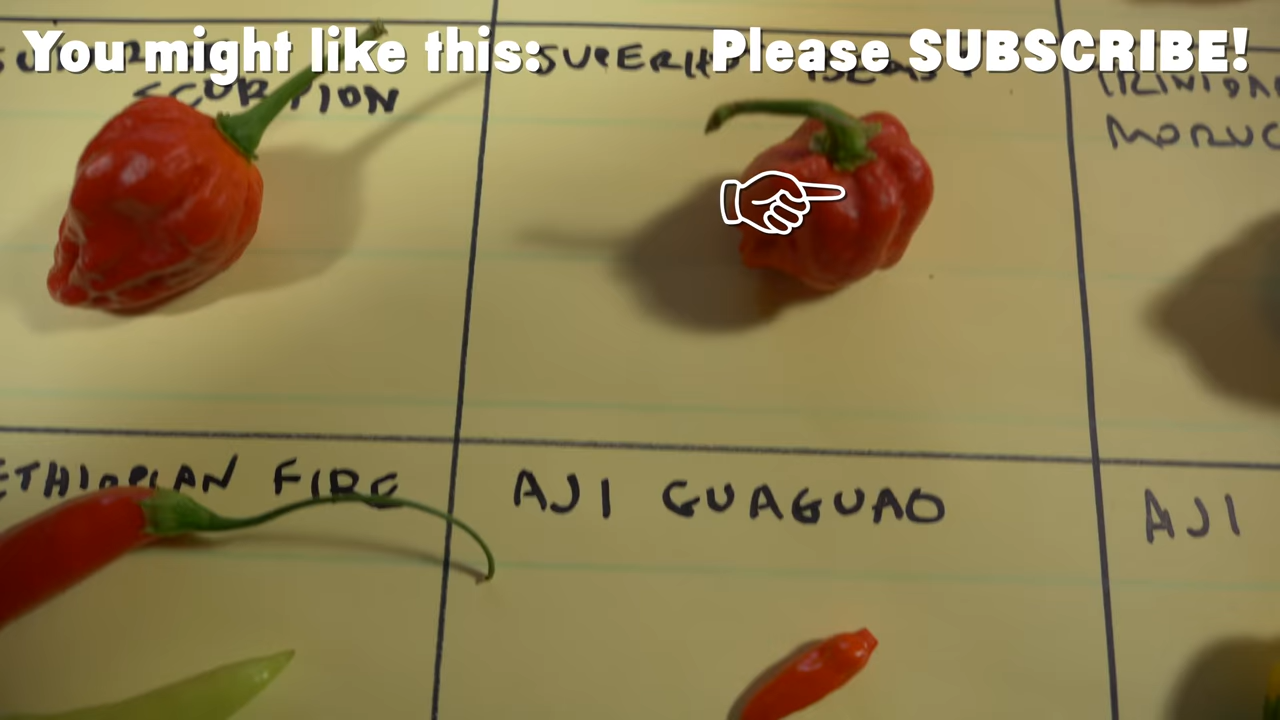 You might like this:
Please SUBSCRIBE!
SCORPION
ETHIOPIAN FIRE
AJI GUAGUAO
AJI